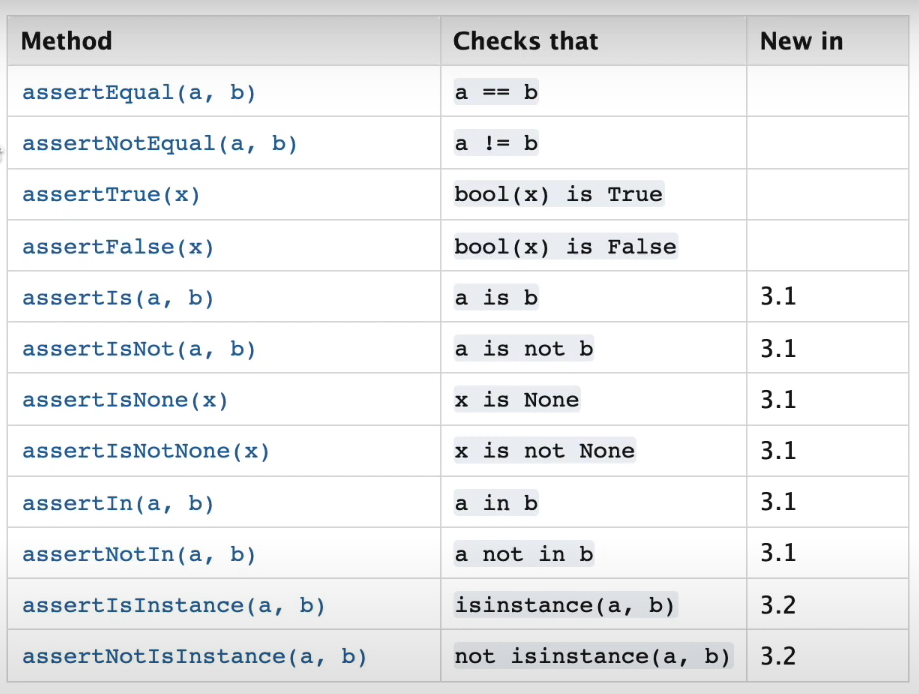 Method Checks that New in
assertEqual(a, b) a == b
assertNotEqual(a, b) a != b
assertTrue(x) bool(x) is True
assertFalse(x) bool(x) is False
assertIs(a, b) a is b 3.1
assertIsNot(a, b) a is not b 3.1
assertIsNone(x) x is None 3.1
assertIsNotNone(x) x is not None 3.1
assertIn(a, b) a in b 3.1
assertNotIn(a, b) a not in b 3.1
assertIsInstance(a, b) isinstance(a, b) 3.2
assertNotIsInstance(a, b) not isinstance(a, b) 3.2